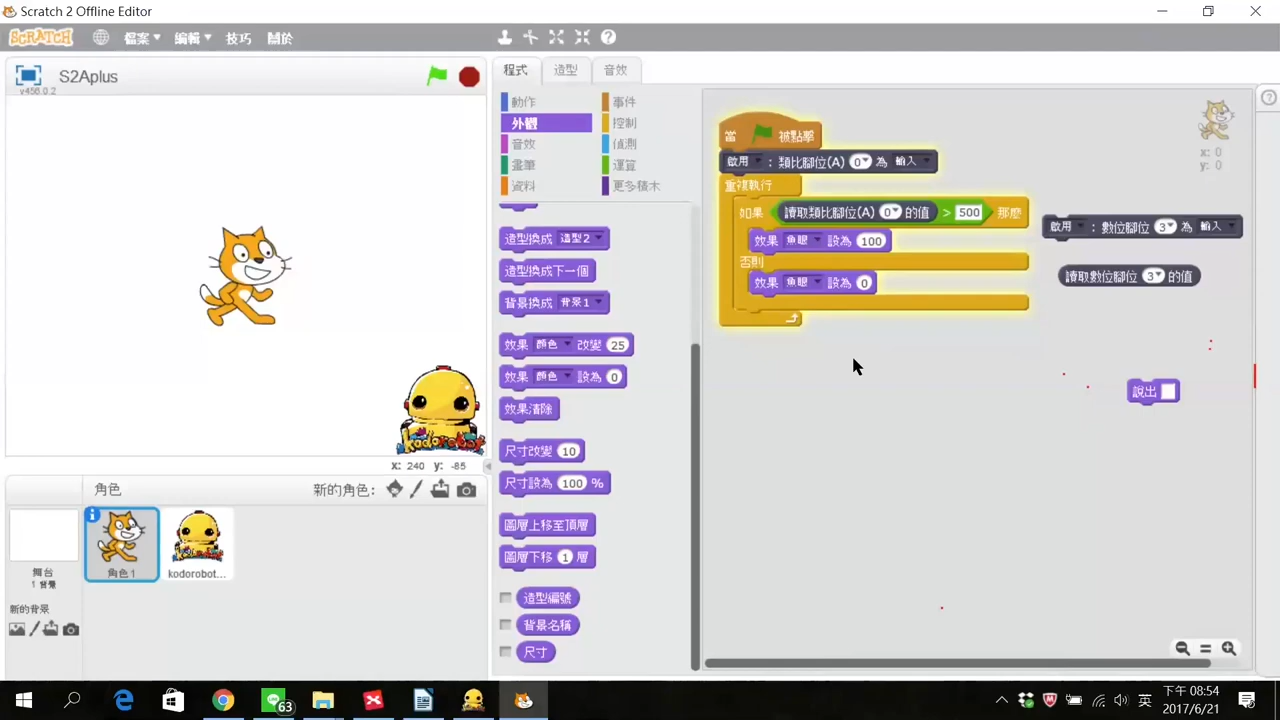 Scratch 2 Offline Editor
SCRATCH 檔案 編輯 技巧 關於
S2Aplus
v456.0.2
程式 造型 音效
動作 事件
外觀 控制
音效 偵測
畫筆 運算
資料 更多積木
造型換成 造型2
造型換成下一個
背景換成 背景1
效果 顏色 改變 25
效果 顏色 設為 0
效果清除
尺寸改變 10
尺寸設為 100 %
圖層上移至頂層
圖層下移 1 層
造型編號
背景名稱
尺寸
當 被點擊
啟用 : 類比腳位(A) 0 為 輸入
重複執行
如果 讀取類比腳位(A) 0 的值 > 500 那麼
效果 魚眼 設為 100
否則
效果 魚眼 設為 0
啟用 : 數位腳位 3 為 輸入
讀取數位腳位 3 的值
說出
x: 0
y: 0
kodorobot
x: 240 y: -85
角色 新的角色:
舞台
1 背景
新的背景
角色1
kodorobot...
63
英
下午 08:54
2017/6/21